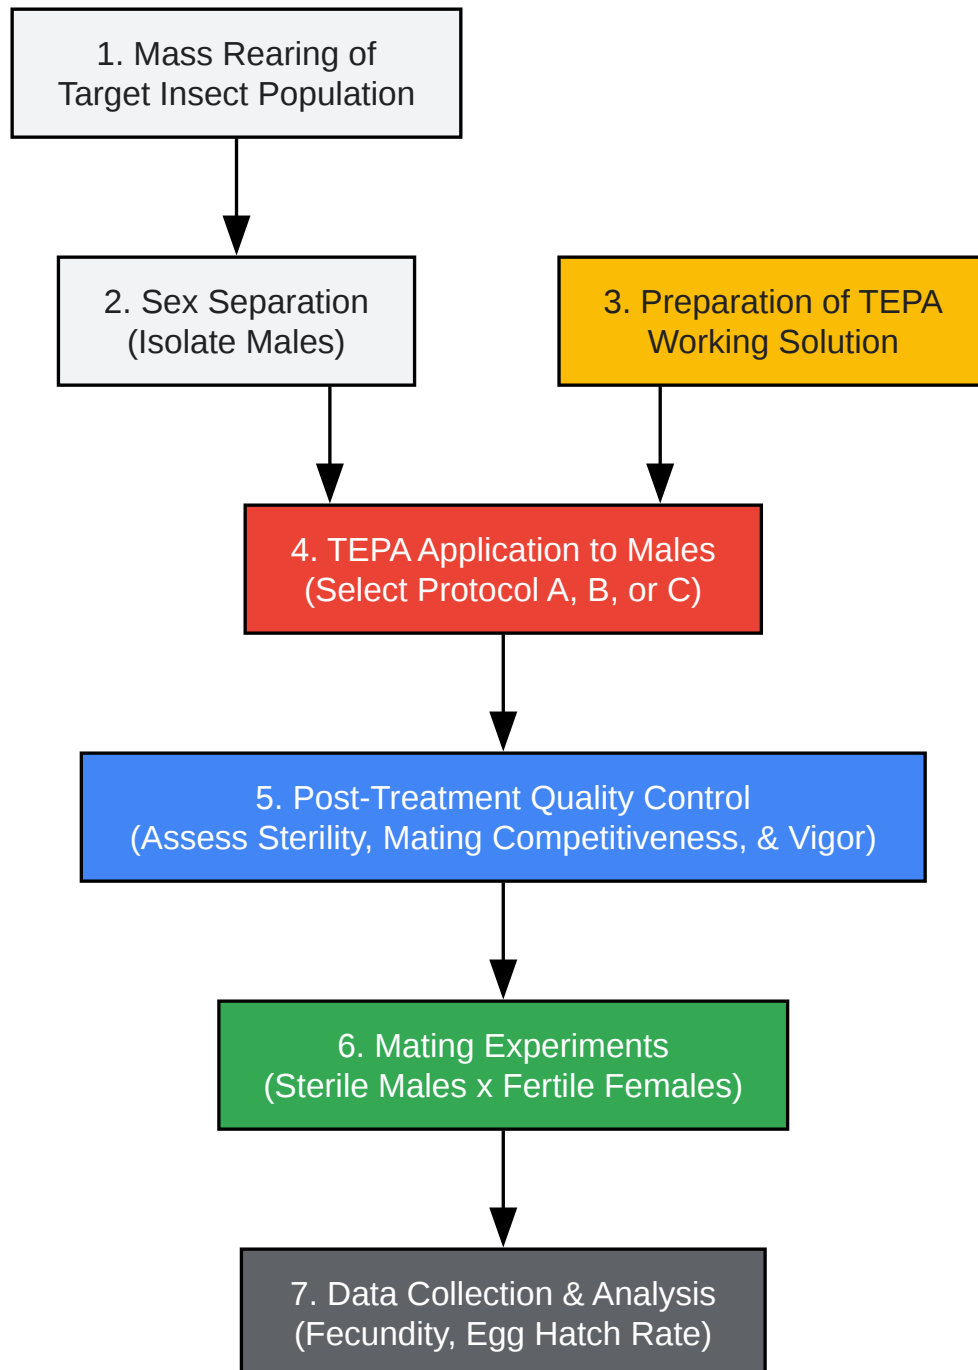 1. Mass Rearing of
Target Insect Population
2. Sex Separation
(Isolate Males)
3. Preparation of TEPA
Working Solution
4. TEPA Application to Males
(Select Protocol A, B, or C)
5. Post-Treatment Quality Control
(Assess Sterility, Mating Competitiveness, & Vigor)
6. Mating Experiments
(Sterile Males x Fertile Females)
7. Data Collection & Analysis
(Fecundity, Egg Hatch Rate)